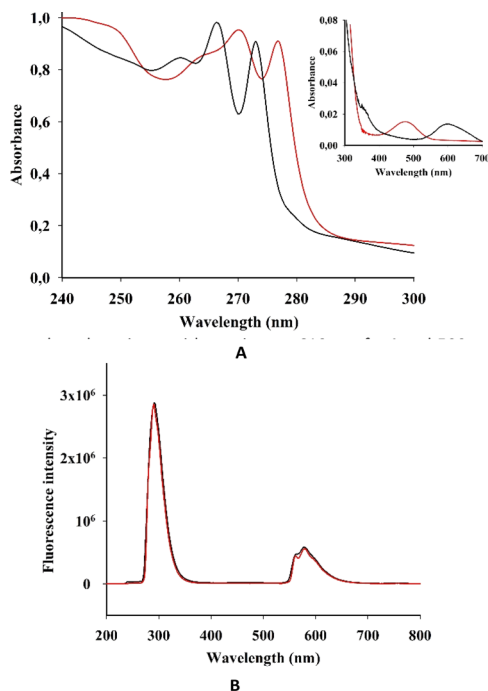 1,0
0,8
0,6
0,4
0,2
0,0
Absorbance
240 250 260 270 280 290 300
Wavelength (nm)
0,08
0,06
0,04
0,02
0,00
Absorbance
300 400 500 600 700
Wavelength (nm)
A
3x10⁶
2x10⁶
10⁶
0
Fluorescence intensity
200 300 400 500 600 700 800
Wavelength (nm)
B